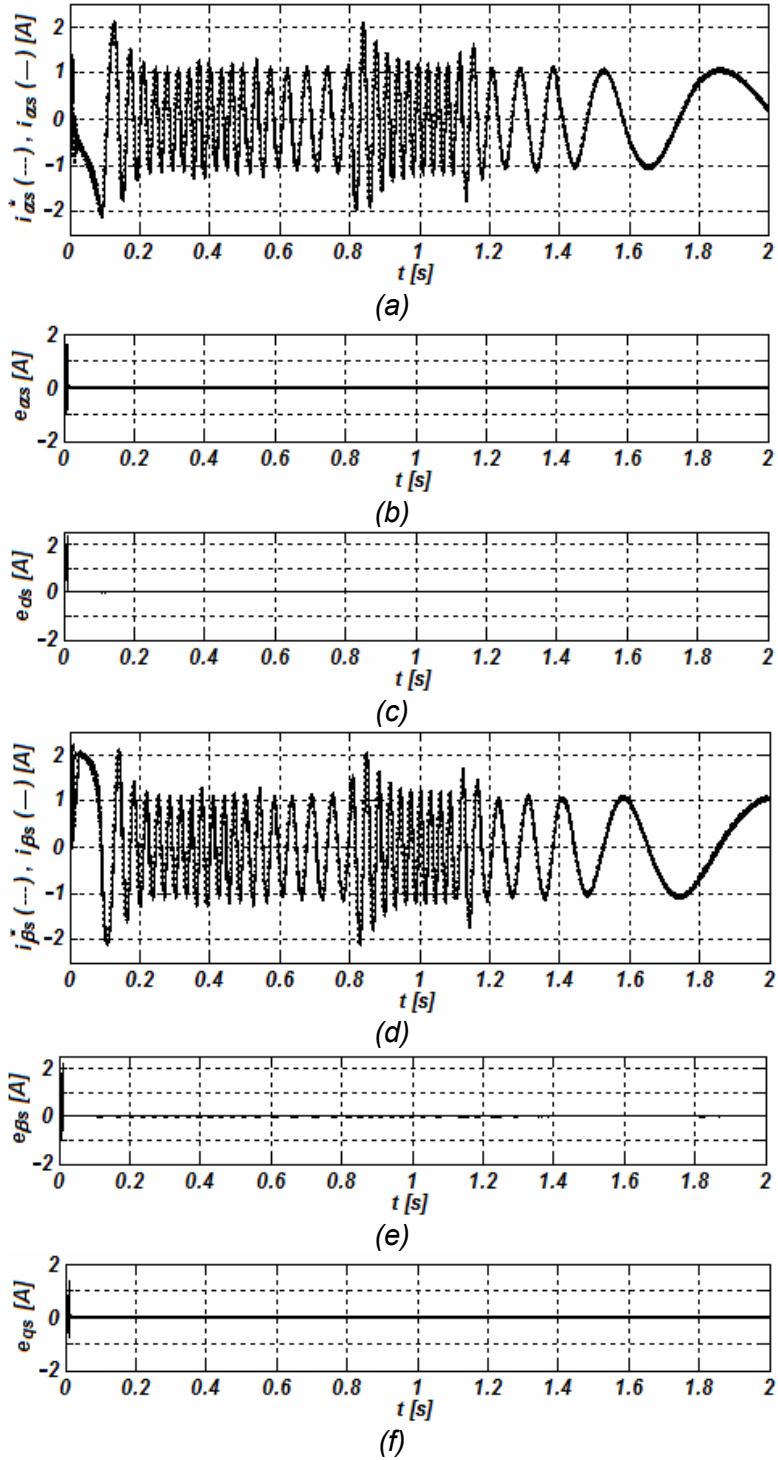 i*αs (---) , iαs (—) [A]
2
1
0
−1
−2
0 0.2 0.4 0.6 0.8 1 1.2 1.4 1.6 1.8 2
t [s]
(a)
eαs [A]
2
0
−2
0 0.2 0.4 0.6 0.8 1 1.2 1.4 1.6 1.8 2
t [s]
(b)
eds [A]
2
0
−2
0 0.2 0.4 0.6 0.8 1 1.2 1.4 1.6 1.8 2
t [s]
(c)
i*βs (---) , iβs (—) [A]
2
1
0
−1
−2
0 0.2 0.4 0.6 0.8 1 1.2 1.4 1.6 1.8 2
t [s]
(d)
eβs [A]
2
0
−2
0 0.2 0.4 0.6 0.8 1 1.2 1.4 1.6 1.8 2
t [s]
(e)
eqs [A]
2
0
−2
0 0.2 0.4 0.6 0.8 1 1.2 1.4 1.6 1.8 2
t [s]
(f)